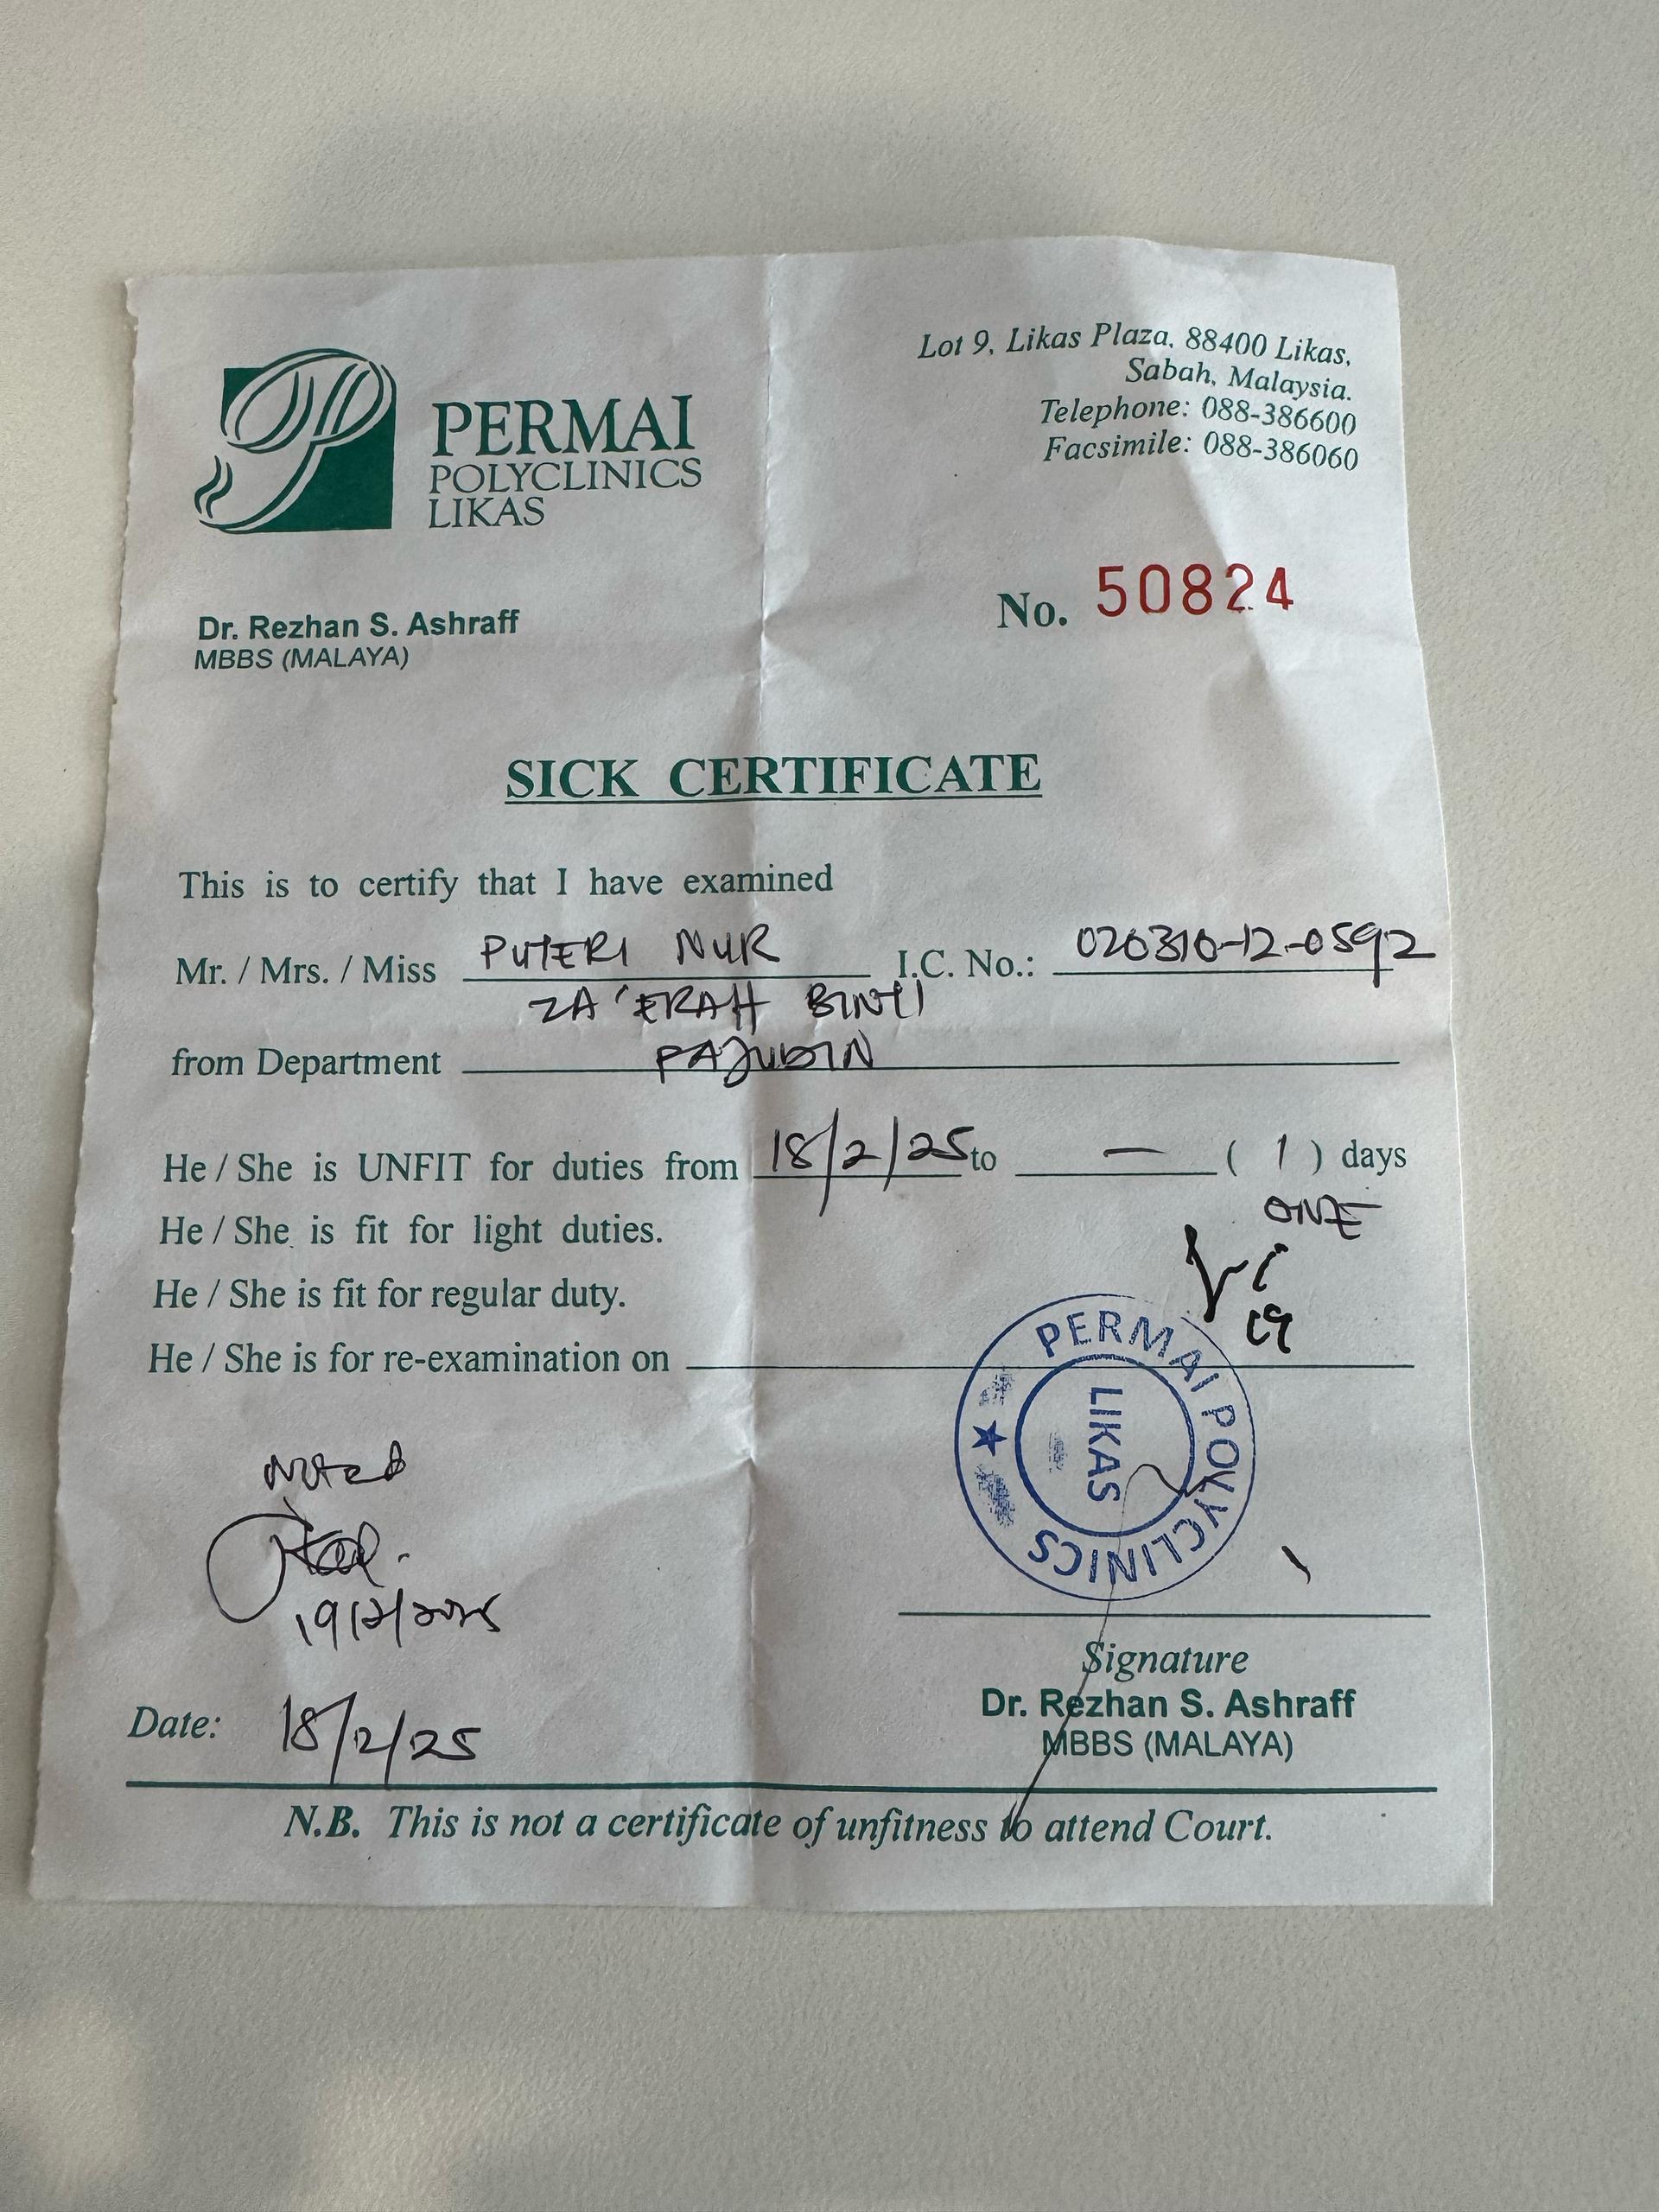 PERMAI
POLYCLINICS
LIKAS
Lot 9, Likas Plaza, 88400 Likas,
Sabah, Malaysia.
Telephone: 088-386600
Facsimile: 088-386060
Dr. Rezhan S. Ashraff
MBBS (MALAYA)
No. 50824
SICK CERTIFICATE
This is to certify that I have examined
Mr. / Mrs. / Miss PUTERI NUR I.C. No.: 020310-12-0592
ZA'ERAH BINTI
from Department PAJUDIN
He / She is UNFIT for duties from 18/2/25 to — ( 1 ) days
ONE
He / She is fit for light duties.
He / She is fit for regular duty.
He / She is for re-examination on
PERMAI POLYCLINICS
LIKAS
Noted
19/2/2025
Signature
Dr. Rezhan S. Ashraff
MBBS (MALAYA)
Date: 18/2/25
N.B. This is not a certificate of unfitness to attend Court.